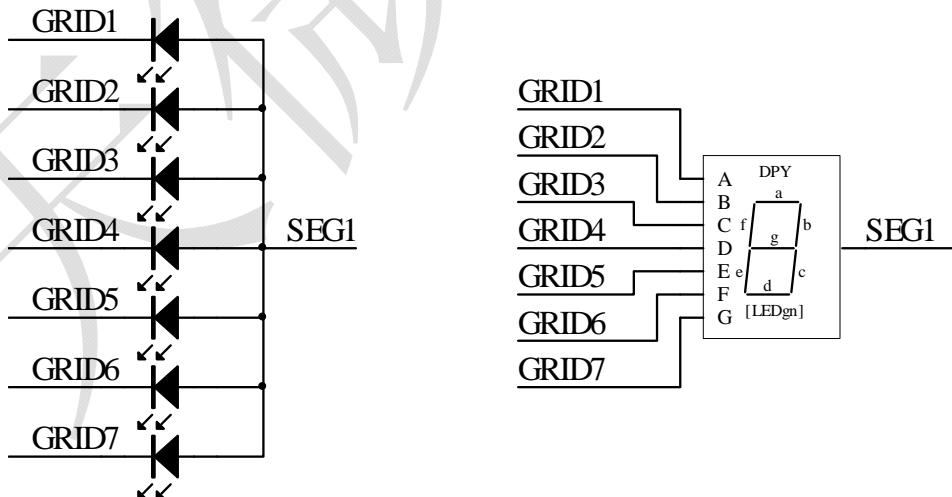 GRID1
GRID2
GRID3
GRID4
SEG1
GRID5
GRID6
GRID7
GRID1
GRID2
GRID3
GRID4
GRID5
GRID6
GRID7
A
B
C
D
E
F
G
DPY
a
f
b
g
e
c
d
[LEDgn]
SEG1